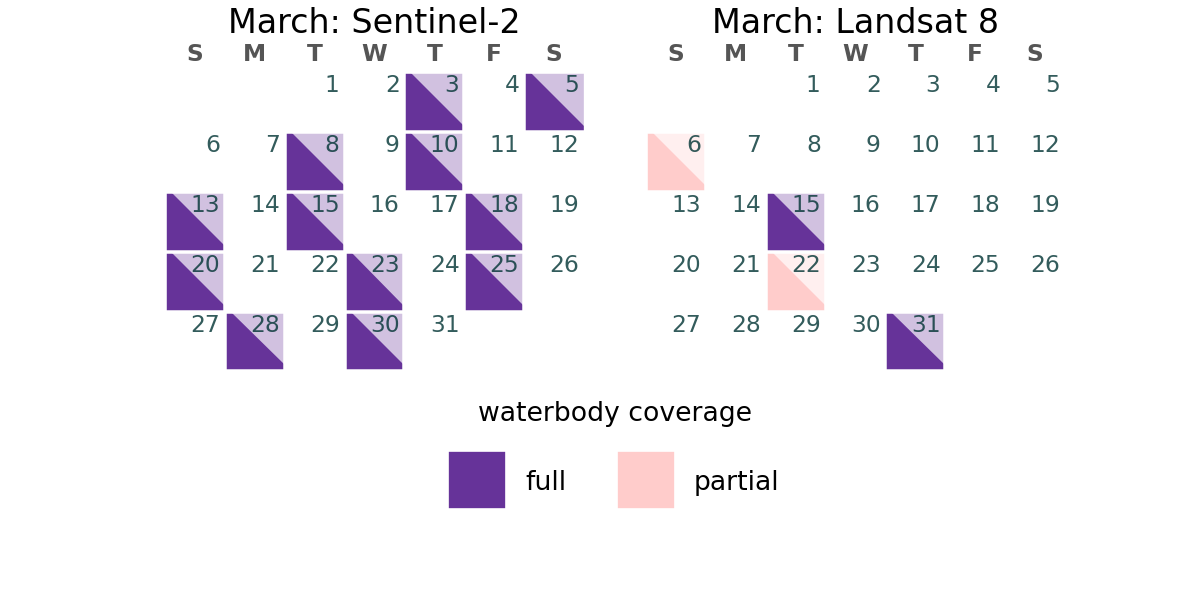 March: Sentinel-2
S M T W T F S
1 2 3 4 5
6 7 8 9 10 11 12
13 14 15 16 17 18 19
20 21 22 23 24 25 26
27 28 29 30 31
March: Landsat 8
S M T W T F S
1 2 3 4 5
6 7 8 9 10 11 12
13 14 15 16 17 18 19
20 21 22 23 24 25 26
27 28 29 30 31
waterbody coverage
full
partial